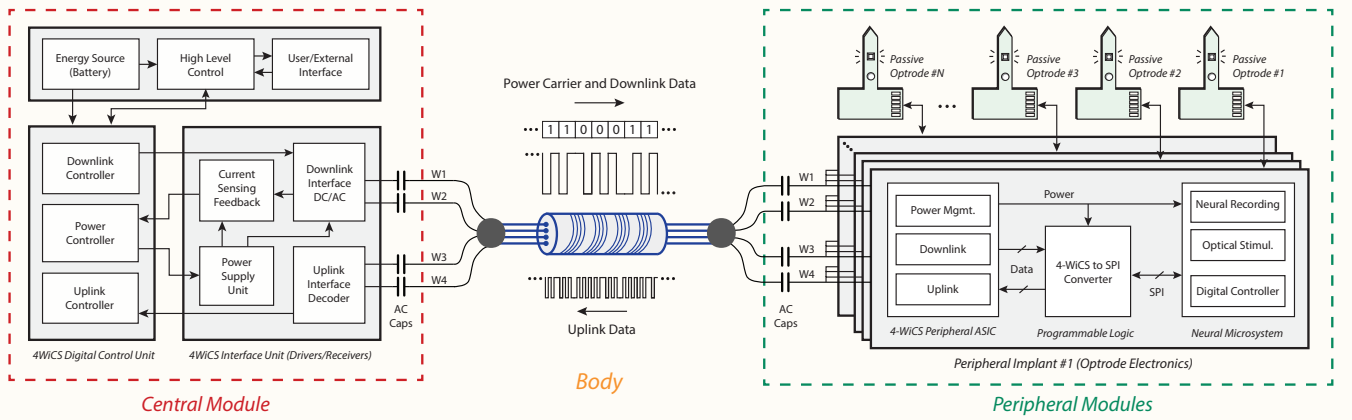 Energy Source
(Battery)
High Level
Control
User/External
Interface
Downlink
Controller
Power
Controller
Uplink
Controller
4WiCS Digital Control Unit
Current
Sensing
Feedback
Downlink
Interface
DC/AC
Power
Supply
Unit
Uplink
Interface
Decoder
4WiCS Interface Unit (Drivers/Receivers)
Central Module
W1
W2
W3
W4
AC
Caps
Power Carrier and Downlink Data
••• 1 1 0 0 0 1 1 •••
••• •••
••• •••
Uplink Data
Body
W1
W2
W3
W4
AC
Caps
Passive
Optrode #N
•••
Passive
Optrode #3
Passive
Optrode #2
Passive
Optrode #1
Power Mgmt.
Downlink
Uplink
4-WiCS Peripheral ASIC
Power
Data
4-WiCS to SPI
Converter
Programmable Logic
SPI
Neural Recording
Optical Stimul.
Digital Controller
Neural Microsystem
Peripheral Implant #1 (Optrode Electronics)
Peripheral Modules